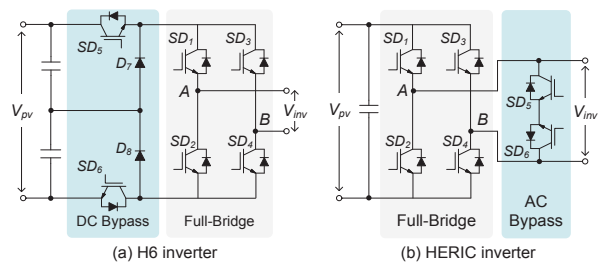 SD5
D7
SD1
SD3
Vpv
A
Vinv
B
D8
SD2
SD4
SD6
DC Bypass
Full-Bridge
(a) H6 inverter
SD1
SD3
Vpv
A
SD5
Vinv
B
SD6
SD2
SD4
Full-Bridge
AC
Bypass
(b) HERIC inverter